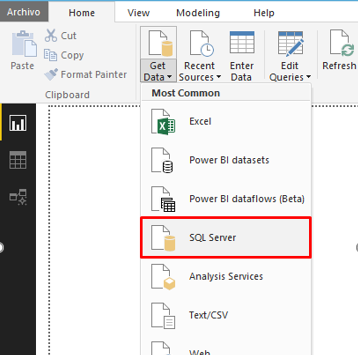 Archivo Home View Modeling Help
Paste
Cut
Copy
Format Painter
Clipboard
Get Data
Recent Sources
Enter Data
Edit Queries
Refresh
Most Common
Excel
Power BI datasets
Power BI dataflows (Beta)
SQL Server
Analysis Services
Text/CSV
Web